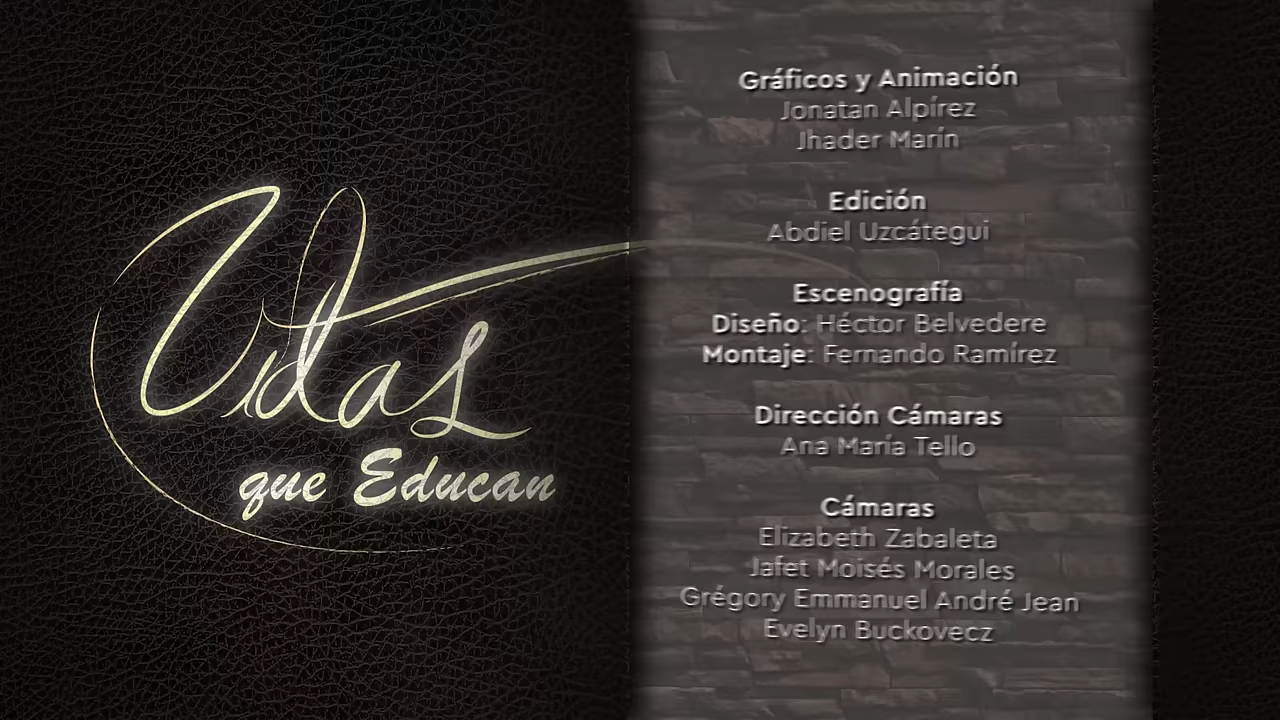 Vidas
que Educan
Gráficos y Animación
Jonatan Alpírez
Jhader Marín
Edición
Abdiel Uzcátegui
Escenografía
Diseño: Héctor Belvedere
Montaje: Fernando Ramírez
Dirección Cámaras
Ana María Tello
Cámaras
Elizabeth Zabaleta
Jafet Moisés Morales
Grégory Emmanuel André Jean
Evelyn Buckovecz